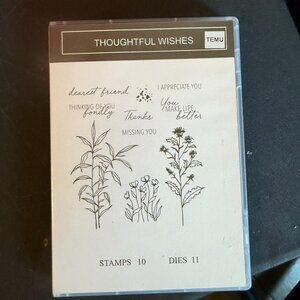 THOUGHTFUL WISHES
TEMU
dearest friend
I APPRECIATE YOU
THINKING OF YOU
fondly
Thanks
You
MAKE LIFE
better
MISSING YOU
STAMPS 10 DIES 11